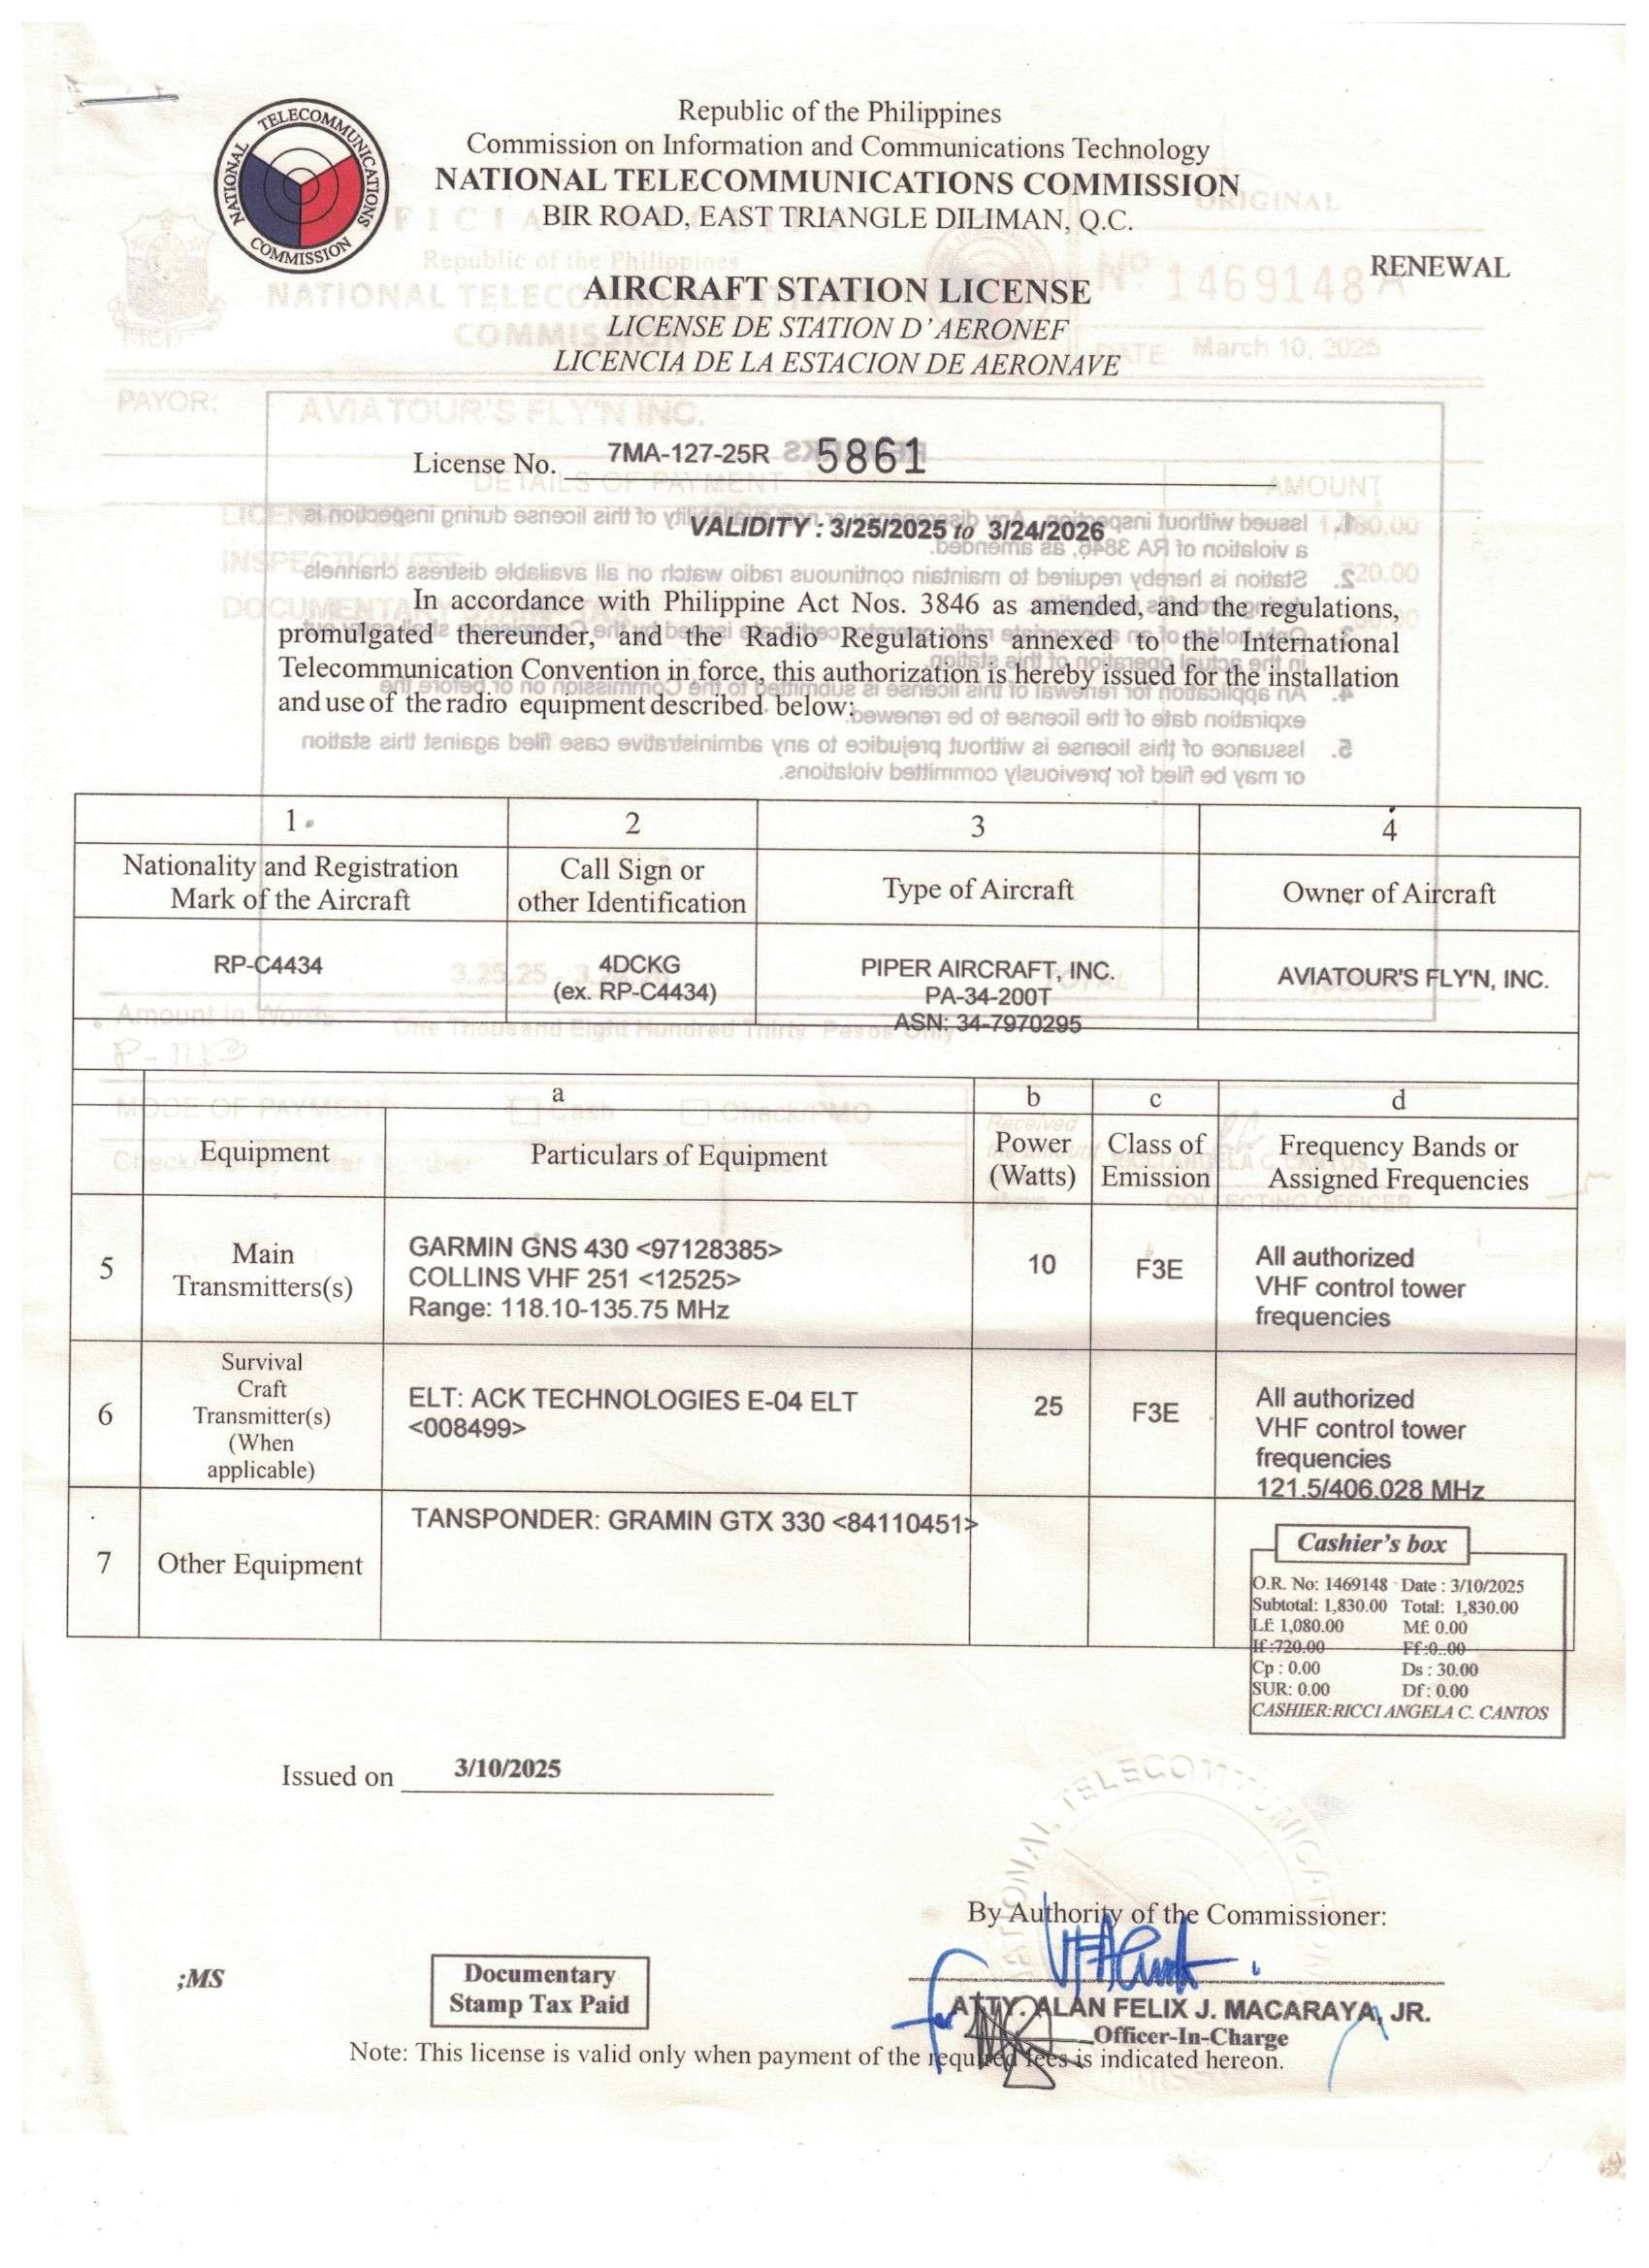 NATIONAL TELECOMMUNICATIONS COMMISSION
Republic of the Philippines
Commission on Information and Communications Technology
NATIONAL TELECOMMUNICATIONS COMMISSION
BIR ROAD, EAST TRIANGLE DILIMAN, Q.C.
RENEWAL
AIRCRAFT STATION LICENSE
LICENSE DE STATION D' AERONEF
LICENCIA DE LA ESTACION DE AERONAVE
License No. 7MA-127-25R 5861
VALIDITY : 3/25/2025 to 3/24/2026
In accordance with Philippine Act Nos. 3846 as amended, and the regulations,
promulgated thereunder, and the Radio Regulations annexed to the International
Telecommunication Convention in force, this authorization is hereby issued for the installation
and use of the radio equipment described below:
1 2 3 4
Nationality and Registration Mark of the Aircraft
Call Sign or other Identification
Type of Aircraft
Owner of Aircraft
RP-C4434
4DCKG
(ex. RP-C4434)
PIPER AIRCRAFT, INC.
PA-34-200T
ASN: 34-7970295
AVIATOUR'S FLY'N, INC.
a b c d
Equipment
Particulars of Equipment
Power
(Watts)
Class of
Emission
Frequency Bands or
Assigned Frequencies
5
Main
Transmitters(s)
GARMIN GNS 430 <97128385>
COLLINS VHF 251 <12525>
Range: 118.10-135.75 MHz
10
F3E
All authorized
VHF control tower
frequencies
6
Survival
Craft
Transmitter(s)
(When
applicable)
ELT: ACK TECHNOLOGIES E-04 ELT
<008499>
25
F3E
All authorized
VHF control tower
frequencies
121.5/406.028 MHz
7
Other Equipment
TANSPONDER: GRAMIN GTX 330 <84110451>
Cashier's box
O.R. No: 1469148 Date : 3/10/2025
Subtotal: 1,830.00 Total: 1,830.00
Lf: 1,080.00 Mf: 0.00
If :720.00 Ff :0..00
Cp : 0.00 Ds : 30.00
SUR: 0.00 Df : 0.00
CASHIER:RICCI ANGELA C. CANTOS
Issued on 3/10/2025
By Authority of the Commissioner:
;MS
Documentary
Stamp Tax Paid
for
ATTY. ALAN FELIX J. MACARAYA, JR.
Officer-In-Charge
Note: This license is valid only when payment of the required fees is indicated hereon.